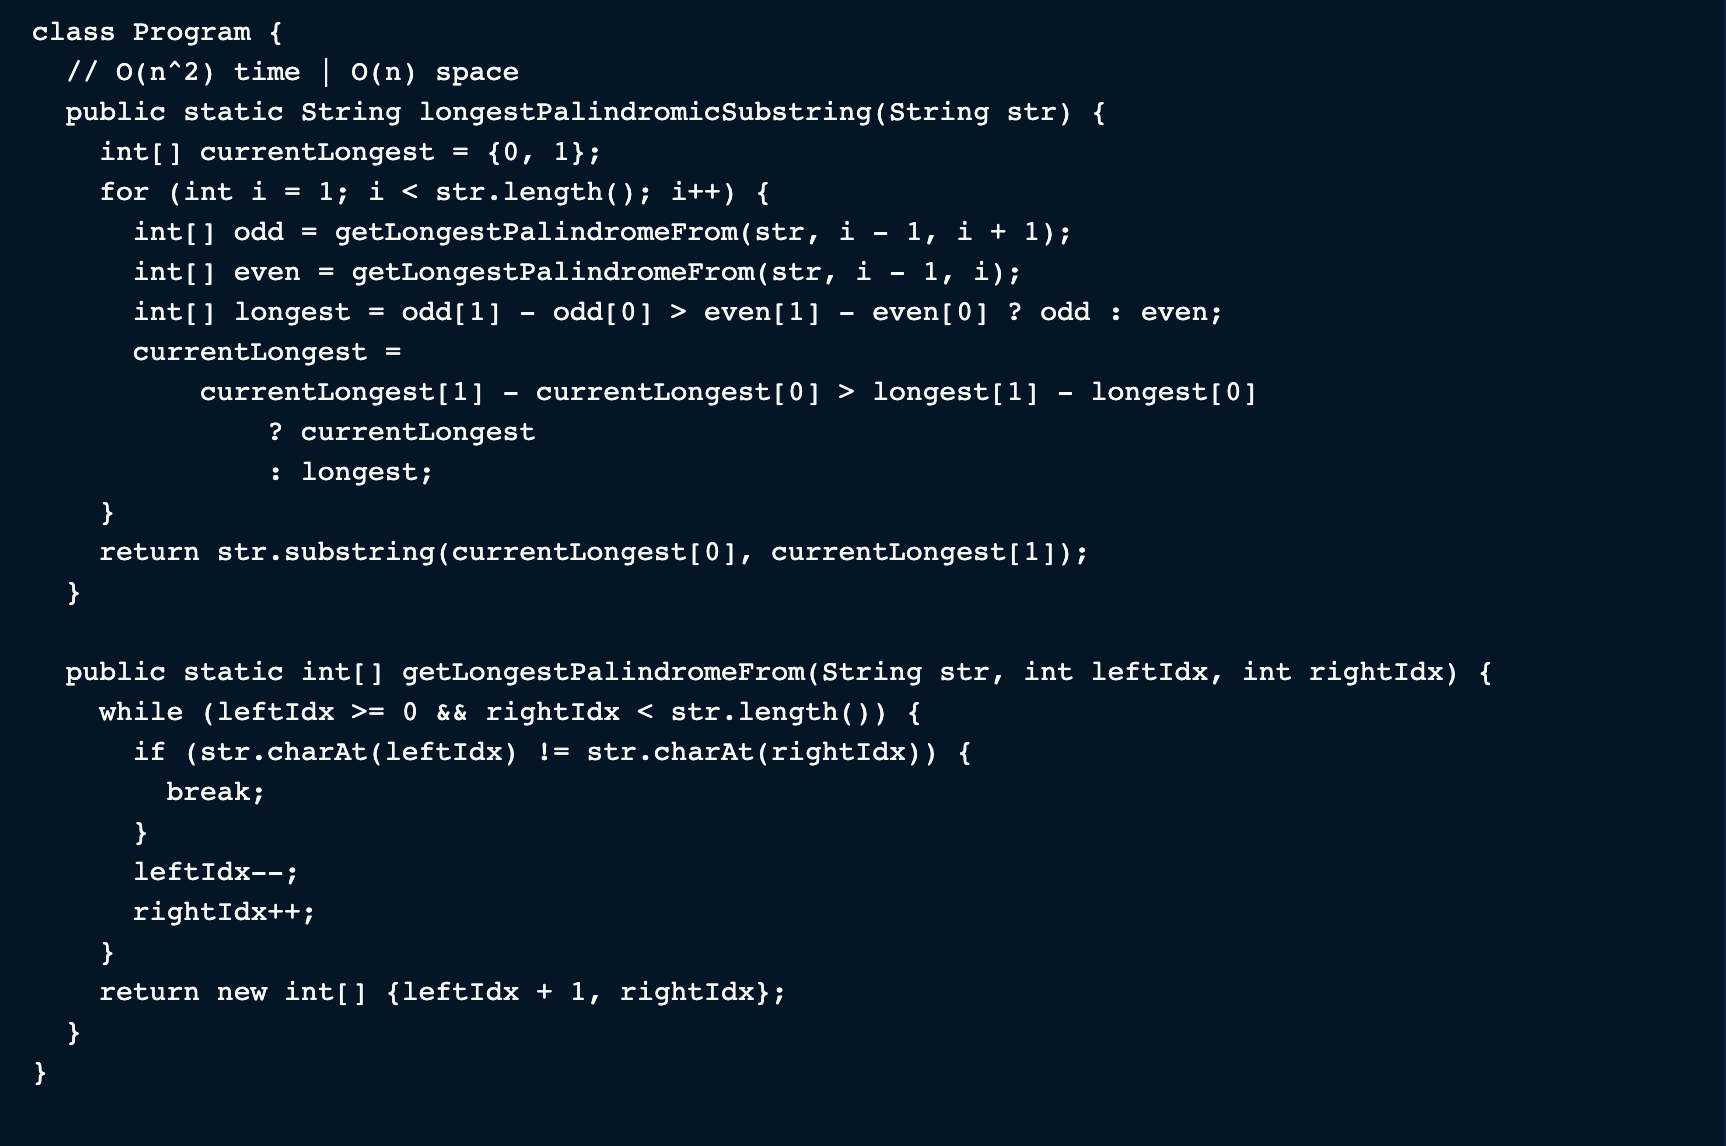 class Program {
  // O(n^2) time | O(n) space
  public static String longestPalindromicSubstring(String str) {
    int[] currentLongest = {0, 1};
    for (int i = 1; i < str.length(); i++) {
      int[] odd = getLongestPalindromeFrom(str, i - 1, i + 1);
      int[] even = getLongestPalindromeFrom(str, i - 1, i);
      int[] longest = odd[1] - odd[0] > even[1] - even[0] ? odd : even;
      currentLongest =
          currentLongest[1] - currentLongest[0] > longest[1] - longest[0]
              ? currentLongest
              : longest;
    }
    return str.substring(currentLongest[0], currentLongest[1]);
  }

  public static int[] getLongestPalindromeFrom(String str, int leftIdx, int rightIdx) {
    while (leftIdx >= 0 && rightIdx < str.length()) {
      if (str.charAt(leftIdx) != str.charAt(rightIdx)) {
        break;
      }
      leftIdx--;
      rightIdx++;
    }
    return new int[] {leftIdx + 1, rightIdx};
  }
}